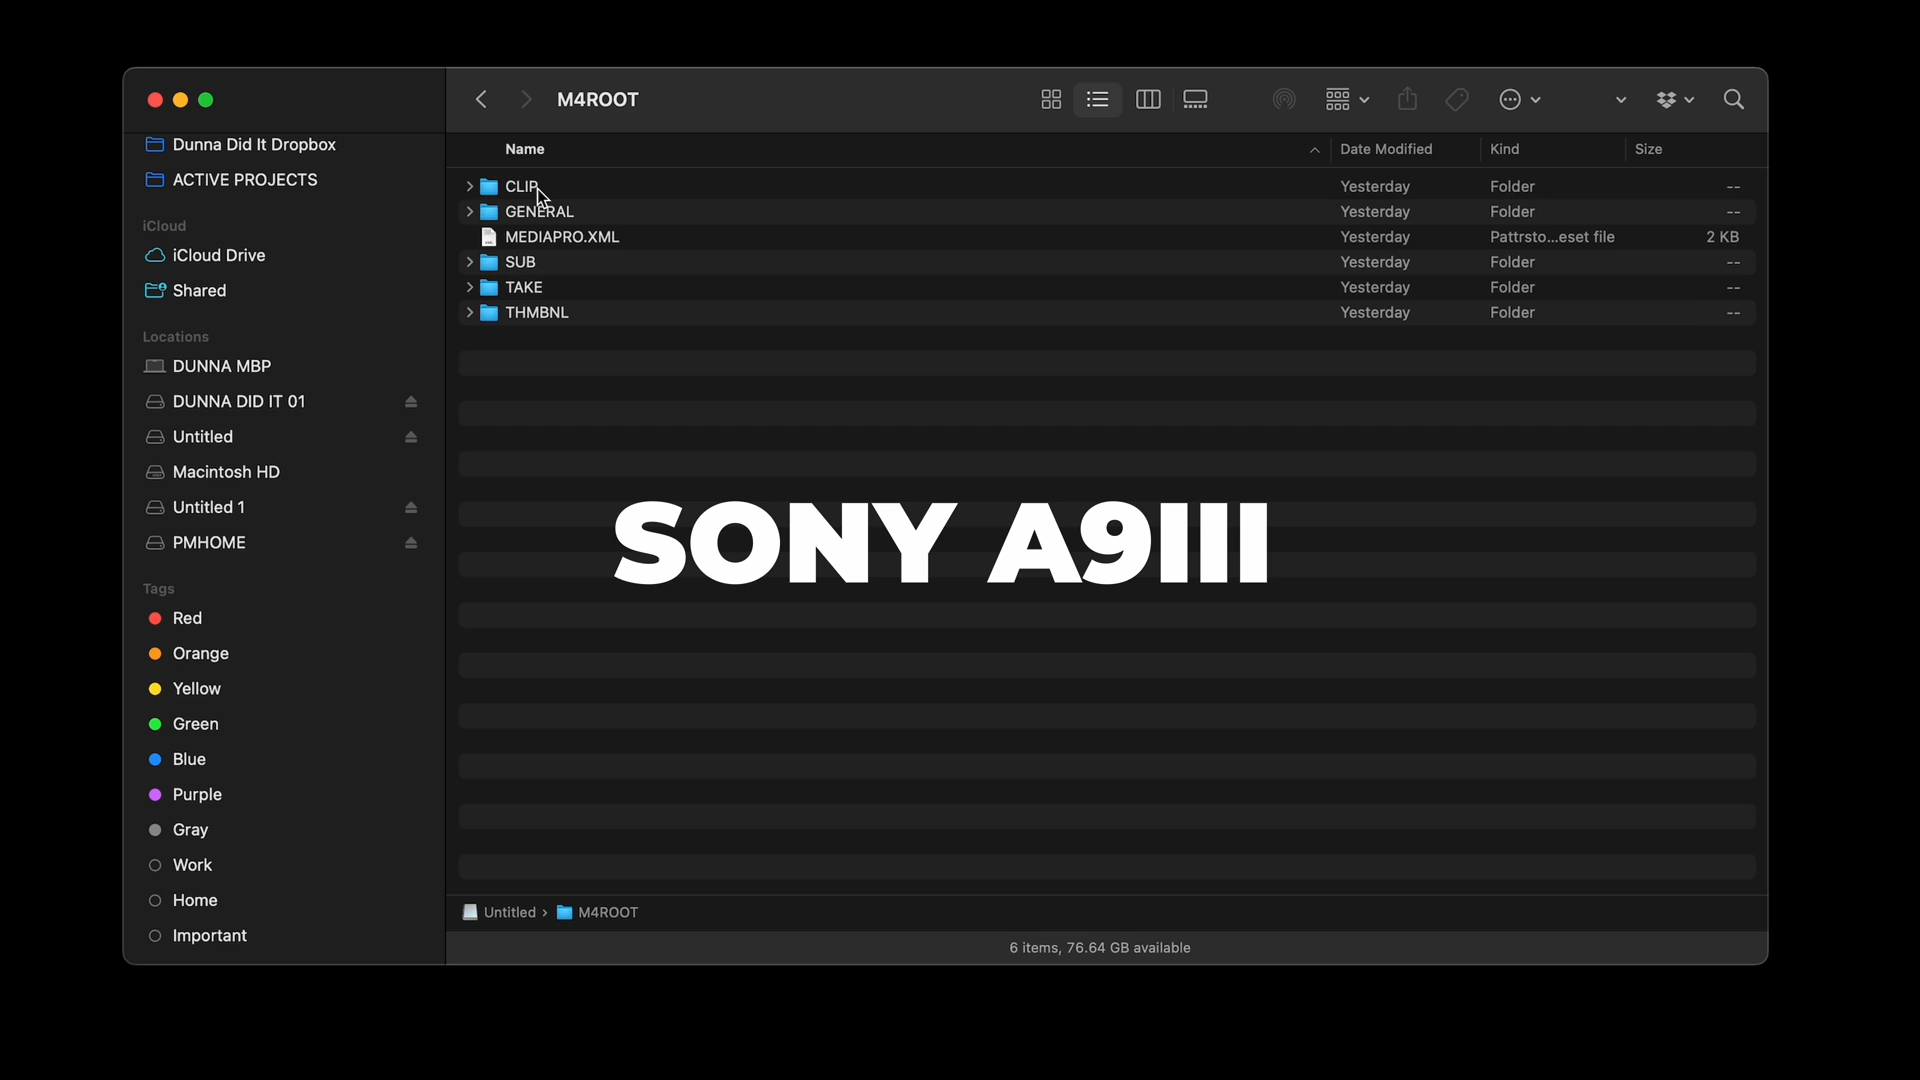 M4ROOT
Dunna Did It Dropbox
ACTIVE PROJECTS
iCloud
iCloud Drive
Shared
Locations
DUNNA MBP
DUNNA DID IT 01
Untitled
Macintosh HD
Untitled 1
PMHOME
Tags
Red
Orange
Yellow
Green
Blue
Purple
Gray
Work
Home
Important
Name Date Modified Kind Size
CLIP Yesterday Folder --
GENERAL Yesterday Folder --
MEDIAPRO.XML Yesterday Pattrsto...eset file 2 KB
SUB Yesterday Folder --
TAKE Yesterday Folder --
THMBNL Yesterday Folder --
SONY A9III
Untitled › M4ROOT
6 items, 76.64 GB available